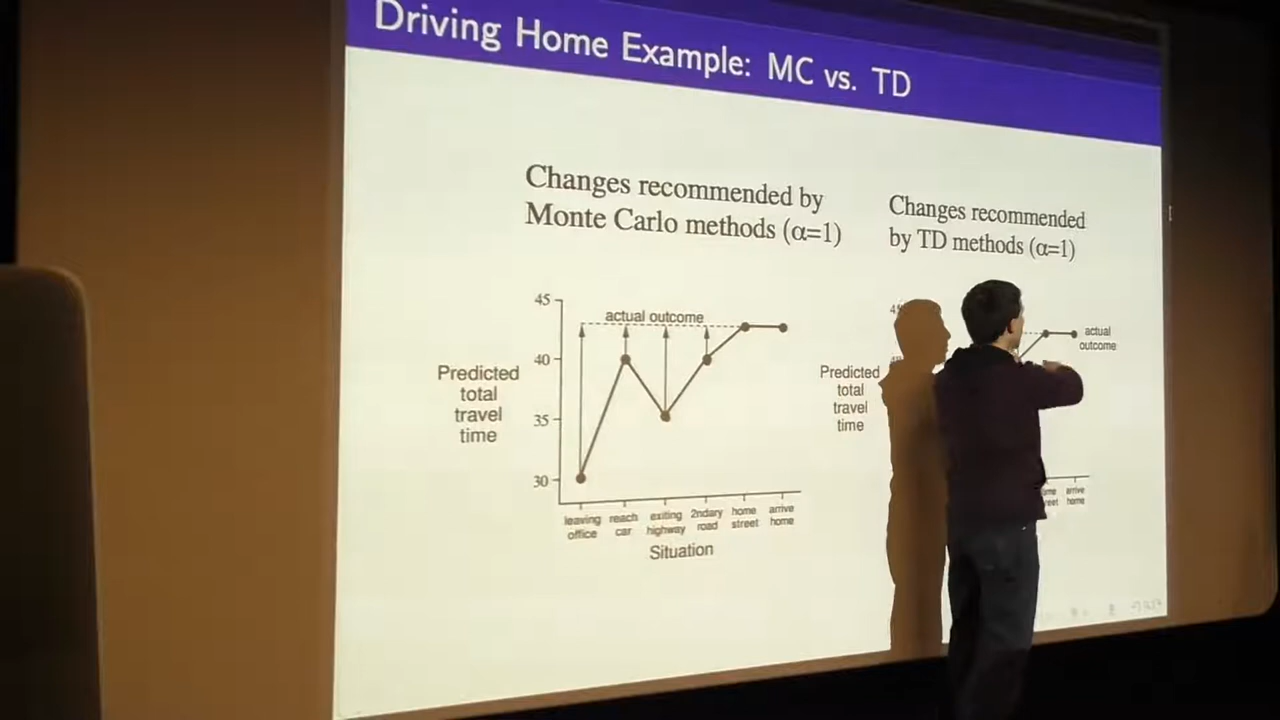 Driving Home Example: MC vs. TD
Changes recommended by
Monte Carlo methods (α=1)
45
40
35
30
actual outcome
Predicted
total
travel
time
leaving
office
reach
car
exiting
highway
2ndary
road
home
street
arrive
home
Situation
Changes recommended
by TD methods (α=1)
actual
outcome
Predicted
total
travel
time
arrive
home